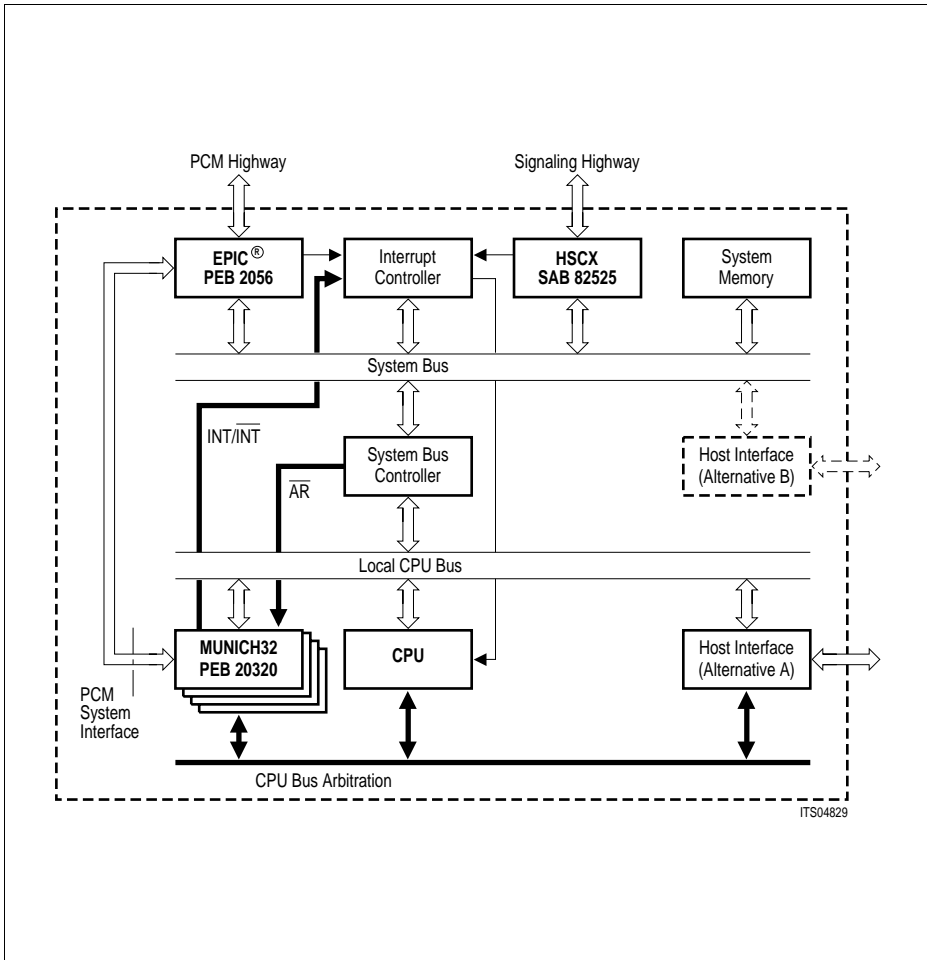 PCM Highway
Signaling Highway
EPIC®
PEB 2056
Interrupt
Controller
HSCX
SAB 82525
System
Memory
System Bus
INT/I̅N̅T̅
A̅R̅
System Bus
Controller
Host Interface
(Alternative B)
Local CPU Bus
MUNICH32
PEB 20320
CPU
Host Interface
(Alternative A)
PCM
System
Interface
CPU Bus Arbitration
ITS04829